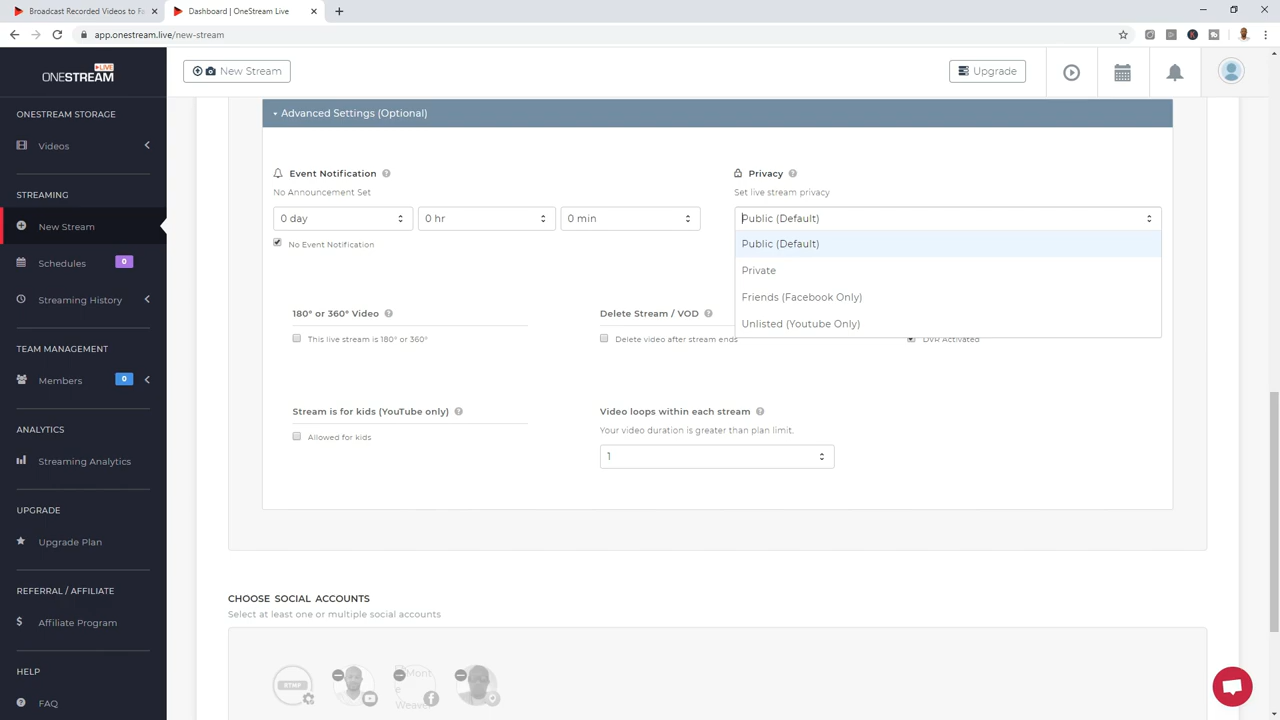 Broadcast Recorded Videos to Fa
Dashboard | OneStream Live
app.onestream.live/new-stream
ONESTREAM
LIVE
New Stream
Upgrade
ONESTREAM STORAGE
Videos
STREAMING
New Stream
Schedules
0
Streaming History
TEAM MANAGEMENT
Members
0
ANALYTICS
Streaming Analytics
UPGRADE
Upgrade Plan
REFERRAL / AFFILIATE
Affiliate Program
HELP
FAQ
Advanced Settings (Optional)
Event Notification
No Announcement Set
0 day
0 hr
0 min
No Event Notification
Privacy
Set live stream privacy
Public (Default)
Public (Default)
Private
Friends (Facebook Only)
Unlisted (Youtube Only)
180° or 360° Video
This live stream is 180° or 360°
Delete Stream / VOD
Delete video after stream ends
DVR Activated
Stream is for kids (YouTube only)
Allowed for kids
Video loops within each stream
Your video duration is greater than plan limit.
1
CHOOSE SOCIAL ACCOUNTS
Select at least one or multiple social accounts
RTMP
Mont
e
Weaver